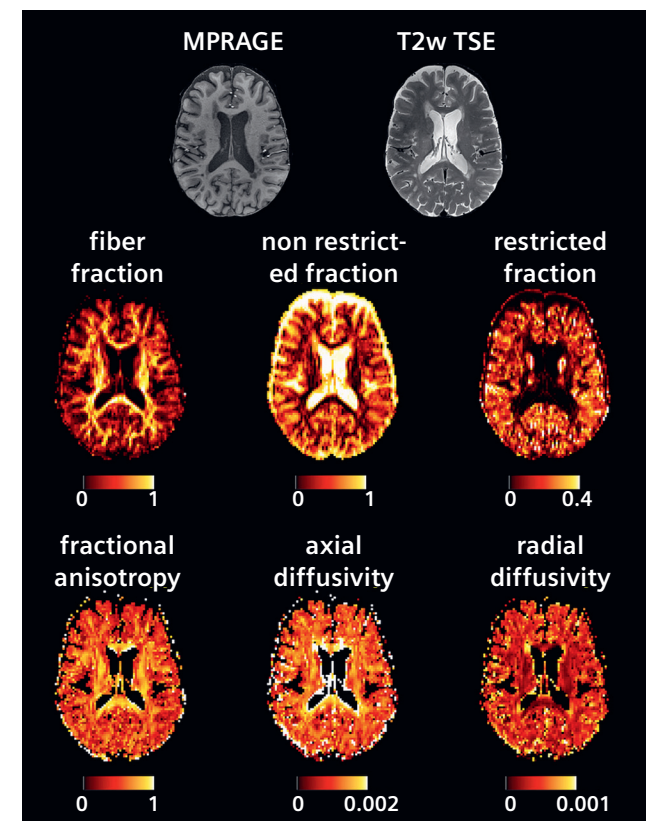 MPRAGE
T2w TSE
fiber
fraction
non restrict-
ed fraction
restricted
fraction
0 1
0 1
0 0.4
fractional
anisotropy
axial
diffusivity
radial
diffusivity
0 1
0 0.002
0 0.001